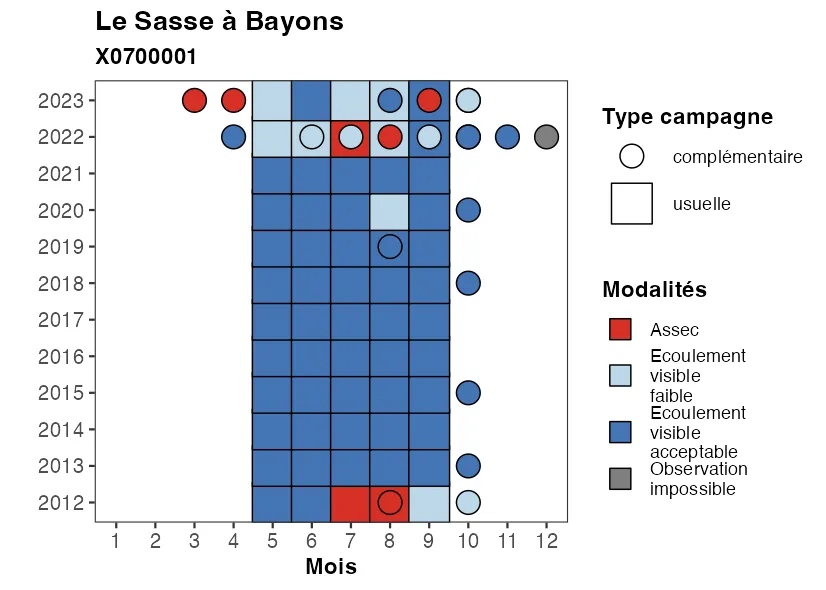 Le Sasse à Bayons
X0700001
2023
2022
2021
2020
2019
2018
2017
2016
2015
2014
2013
2012
1 2 3 4 5 6 7 8 9 10 11 12
Mois
Type campagne
complémentaire
usuelle
Modalités
Assec
Ecoulement
visible
faible
Ecoulement
visible
acceptable
Observation
impossible